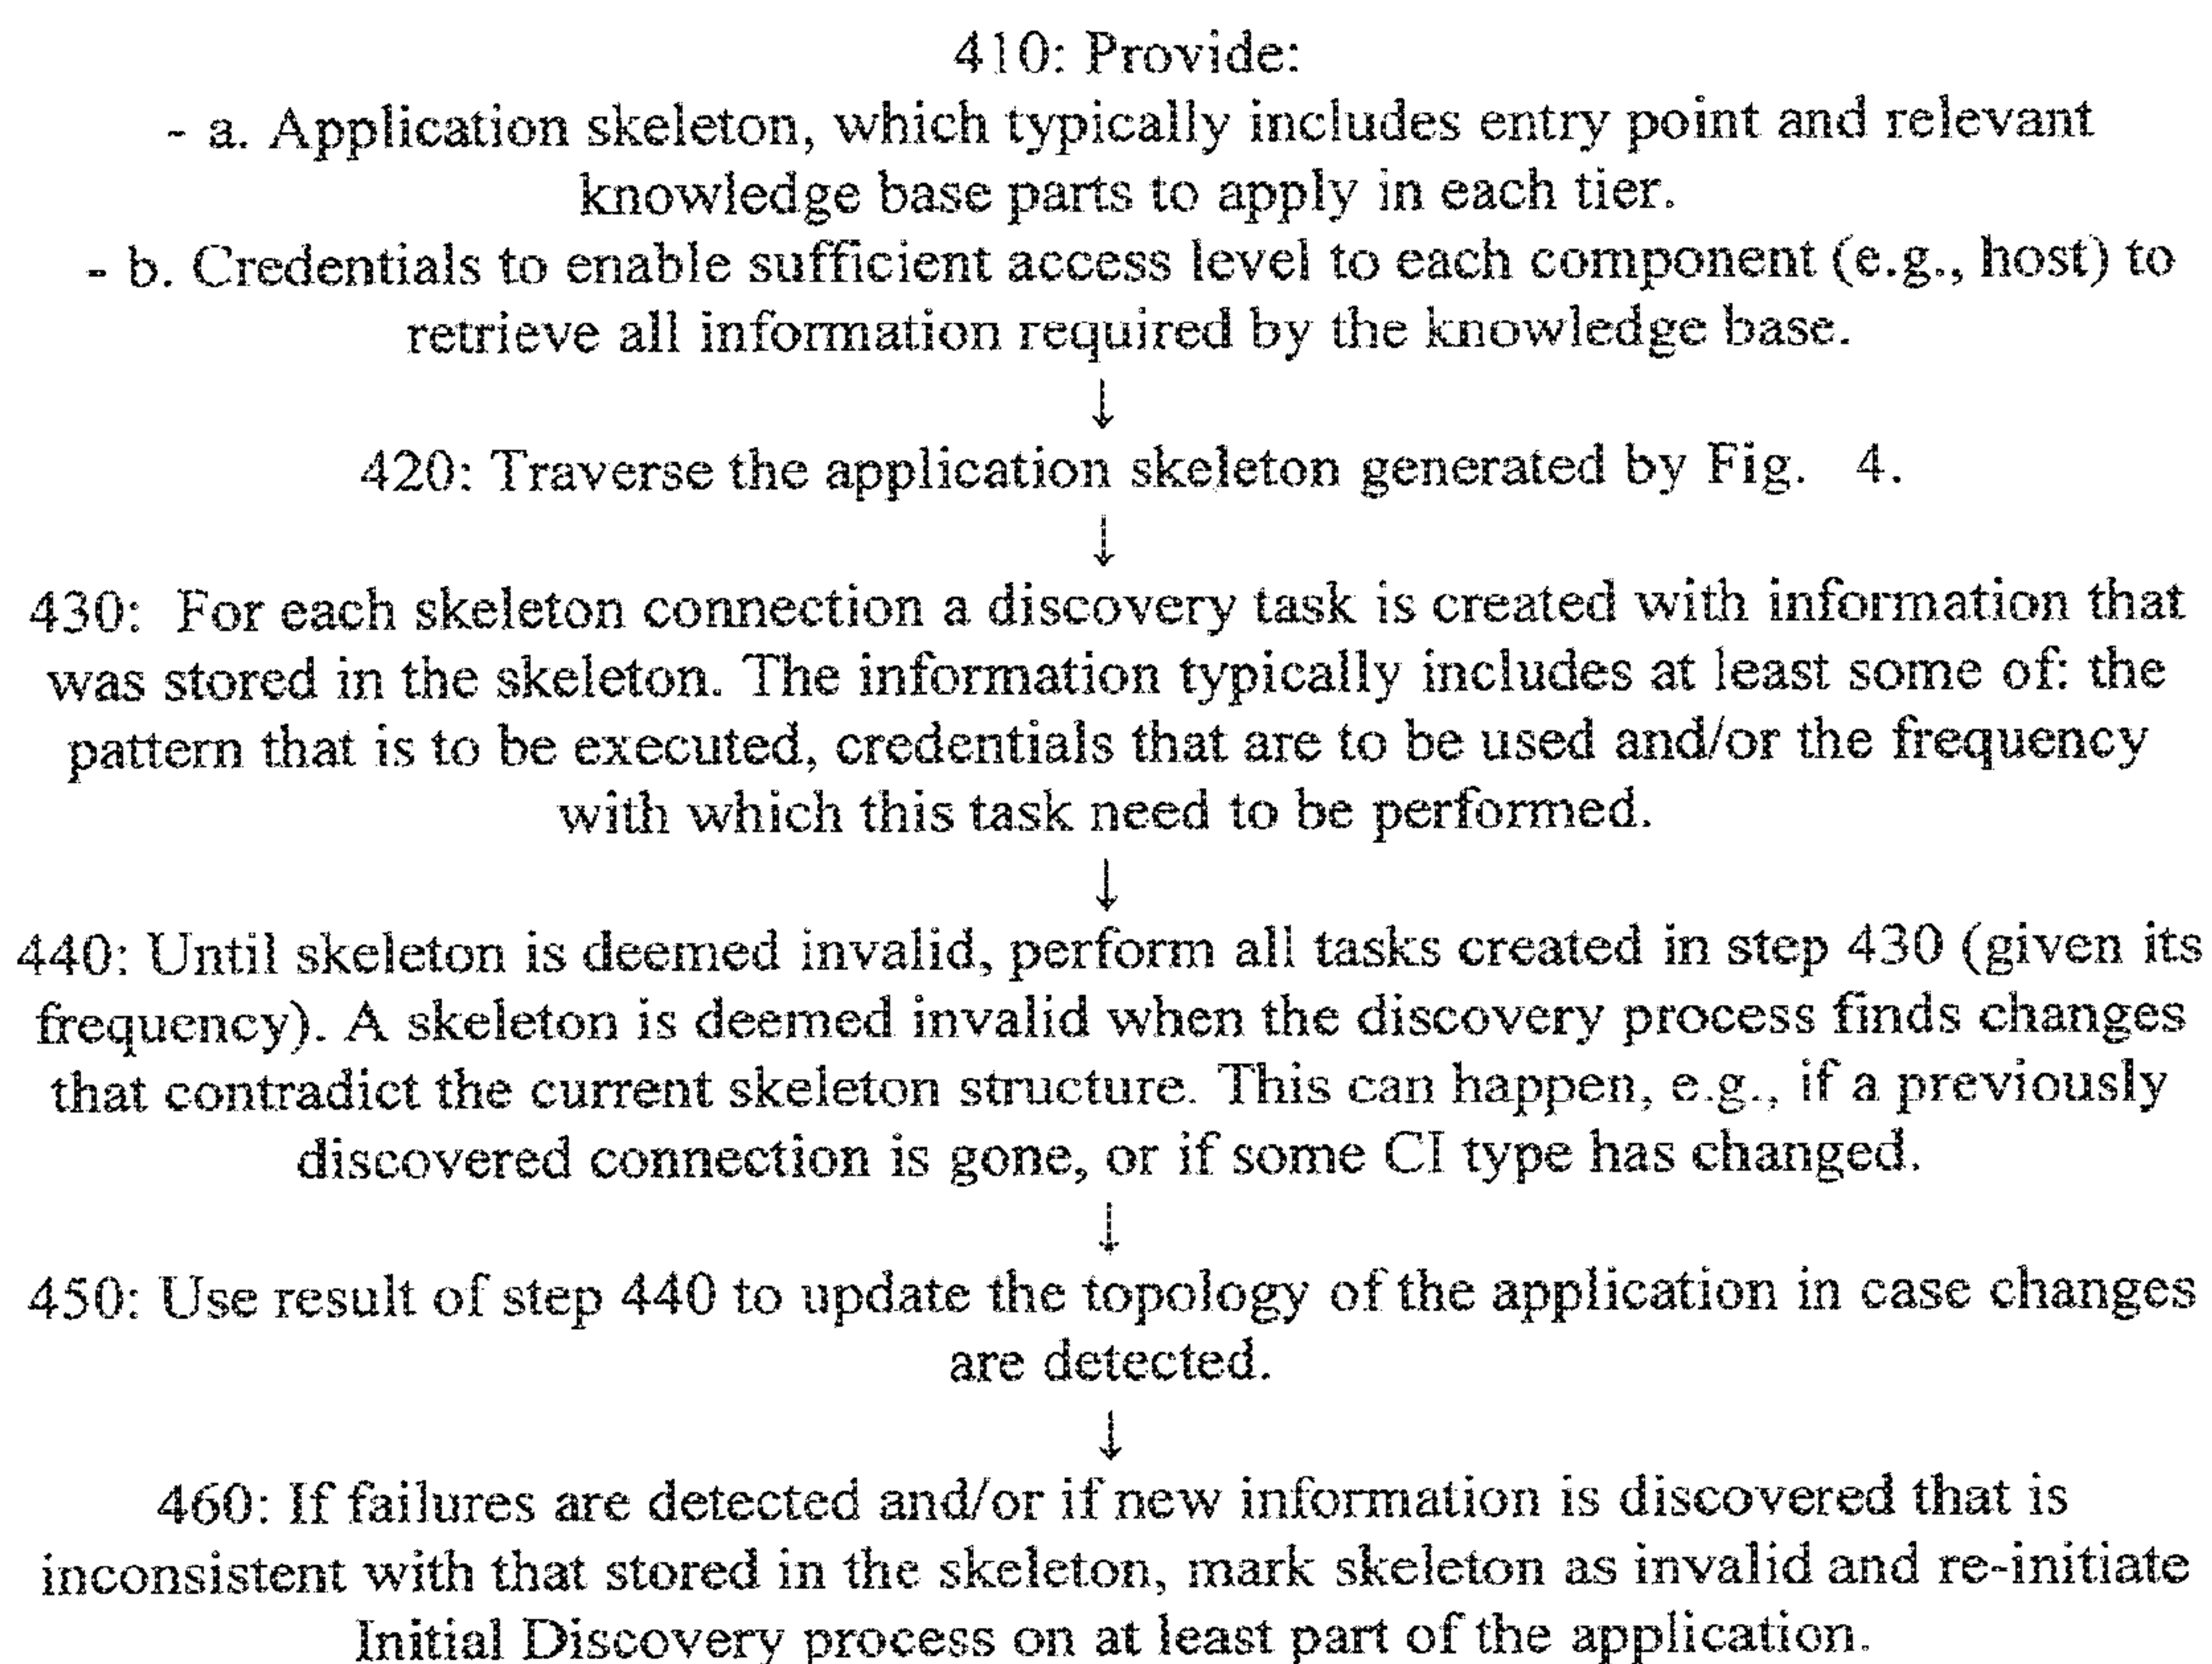 410: Provide:
- a. Application skeleton, which typically includes entry point and relevant
knowledge base parts to apply in each tier.
- b. Credentials to enable sufficient access level to each component (e.g., host) to
retrieve all information required by the knowledge base.
↓
420: Traverse the application skeleton generated by Fig. 4.
↓
430: For each skeleton connection a discovery task is created with information that
was stored in the skeleton. The information typically includes at least some of: the
pattern that is to be executed, credentials that are to be used and/or the frequency
with which this task need to be performed.
↓
440: Until skeleton is deemed invalid, perform all tasks created in step 430 (given its
frequency). A skeleton is deemed invalid when the discovery process finds changes
that contradict the current skeleton structure. This can happen, e.g., if a previously
discovered connection is gone, or if some CI type has changed.
↓
450: Use result of step 440 to update the topology of the application in case changes
are detected.
↓
460: If failures are detected and/or if new information is discovered that is
inconsistent with that stored in the skeleton, mark skeleton as invalid and re-initiate
Initial Discovery process on at least part of the application.